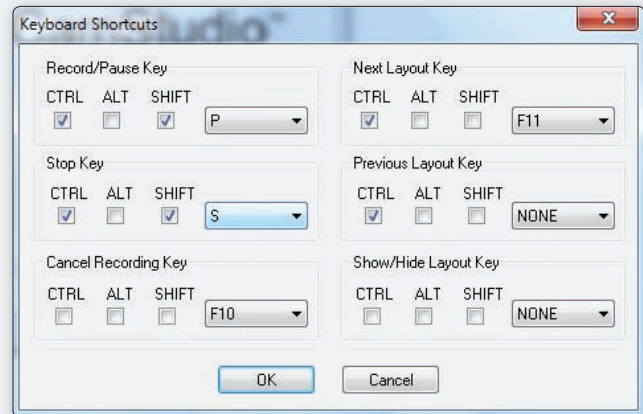 CamStudio™
Keyboard Shortcuts
Record/Pause Key
CTRL ALT SHIFT
P
Next Layout Key
CTRL ALT SHIFT
F11
Stop Key
CTRL ALT SHIFT
S
Previous Layout Key
CTRL ALT SHIFT
NONE
Cancel Recording Key
CTRL ALT SHIFT
F10
Show/Hide Layout Key
CTRL ALT SHIFT
NONE
OK
Cancel